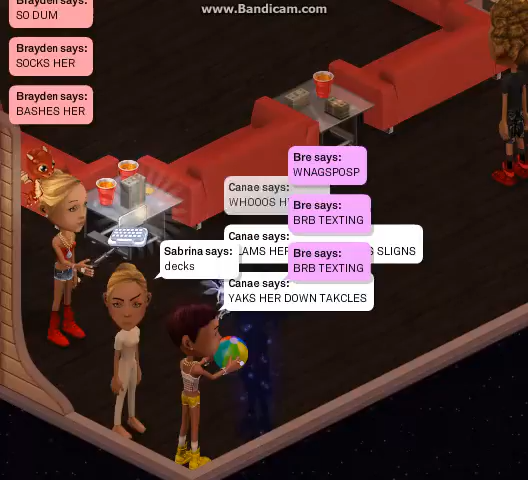 www.Bandicam.com
Brayden says:
SO DUM
Brayden says:
SOCKS HER
Brayden says:
BASHES HER
Bre says:
WNAGSPOSP
Canae says:
WHOOOS
Bre says:
BRB TEXTING
Canae says:
SLIGNS
Sabrina says:
decks
Bre says:
BRB TEXTING
Canae says:
YAKS HER DOWN TAKCLES